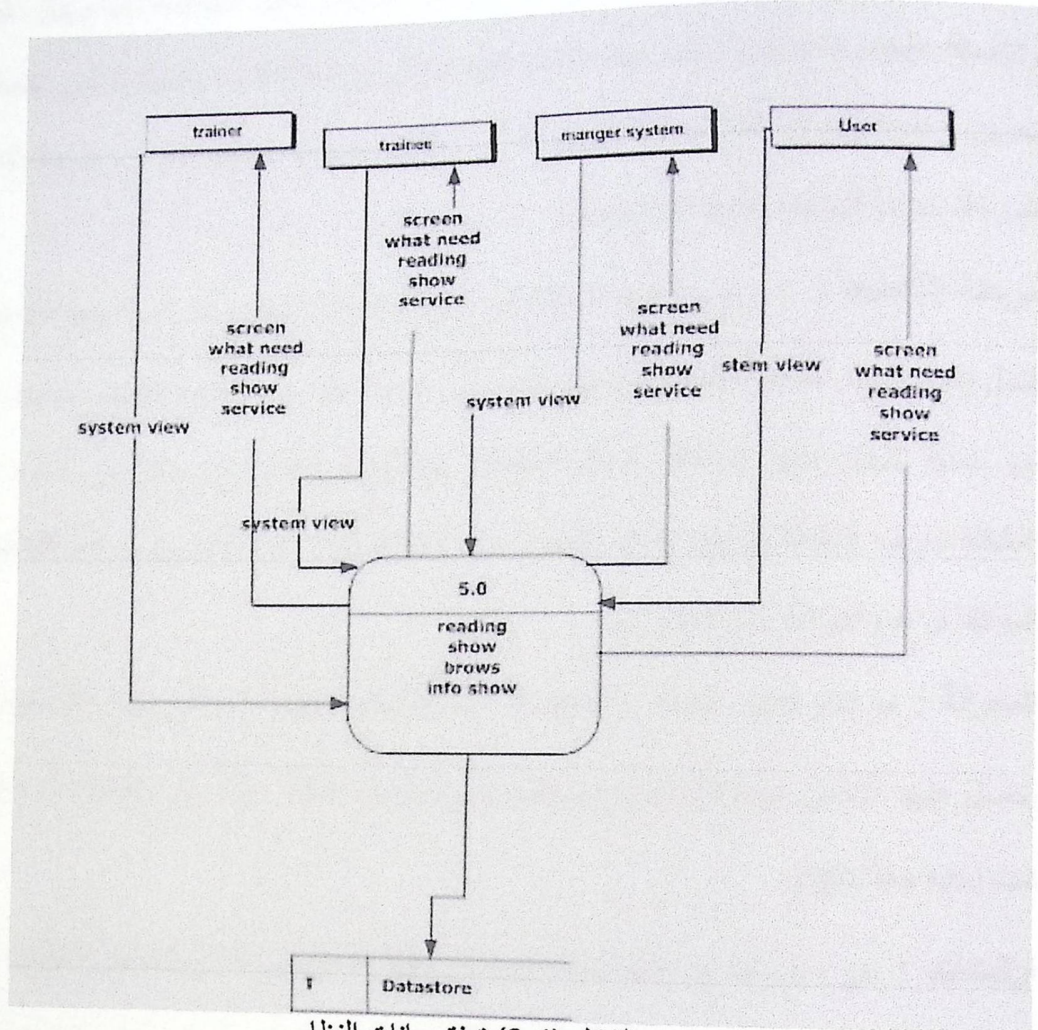 trainer
trainee
manger system
User
screen
what need
reading
show
service
screen
what need
reading
show
service
screen
what need
reading
show
service
screen
what need
reading
show
service
system view
system view
system view
stem view
5.0
reading
show
brows
info show
Datastore